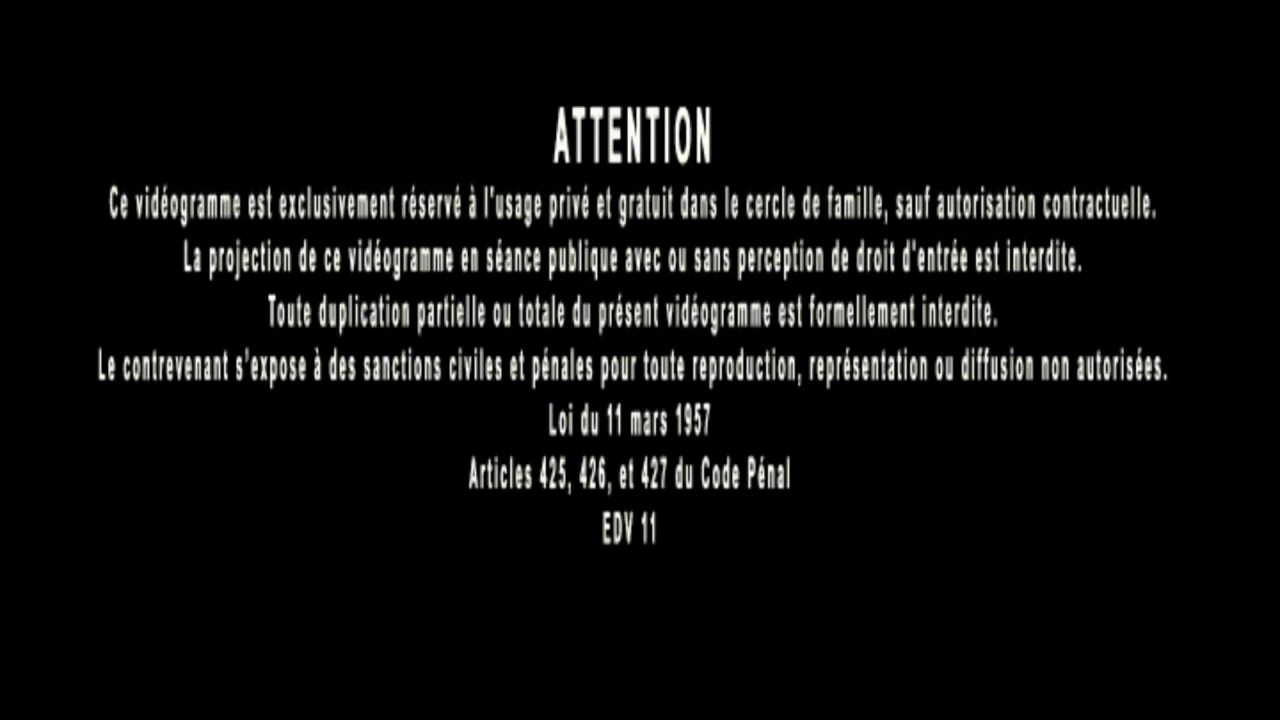 ATTENTION
Ce vidéogramme est exclusivement réservé à l'usage privé et gratuit dans le cercle de famille, sauf autorisation contractuelle.
La projection de ce vidéogramme en séance publique avec ou sans perception de droit d'entrée est interdite.
Toute duplication partielle ou totale du présent vidéogramme est formellement interdite.
Le contrevenant s'expose à des sanctions civiles et pénales pour toute reproduction, représentation ou diffusion non autorisées.
Loi du 11 mars 1957
Articles 425, 426, et 427 du Code Pénal
EDV 11